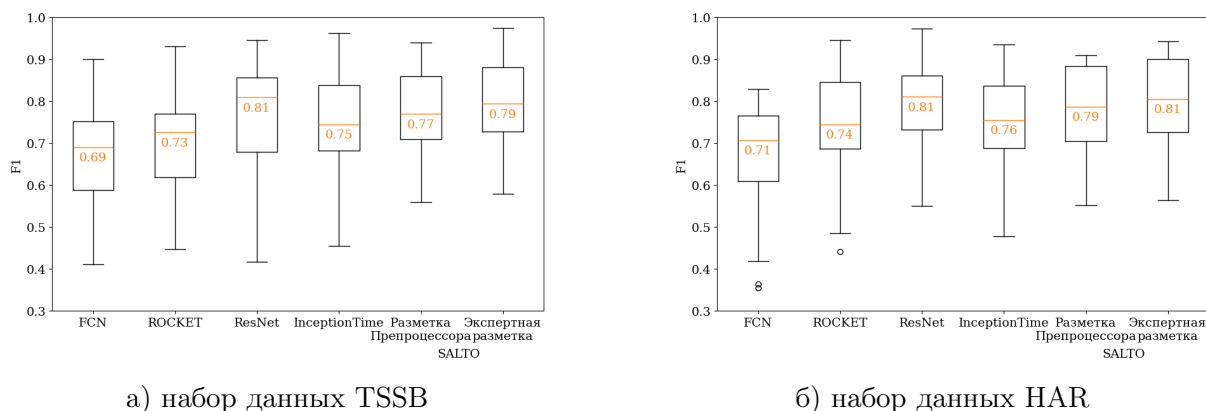 1.0
0.9
0.8
0.7
0.6
0.5
0.4
0.3
F1
0.69
0.73
0.81
0.75
0.77
0.79
FCN
ROCKET
ResNet
InceptionTime
Разметка
Препроцессора
Экспертная
разметка
SALTO
а) набор данных TSSB
1.0
0.9
0.8
0.7
0.6
0.5
0.4
0.3
F1
0.71
0.74
0.81
0.76
0.79
0.81
FCN
ROCKET
ResNet
InceptionTime
Разметка
Препроцессора
Экспертная
разметка
SALTO
б) набор данных HAR